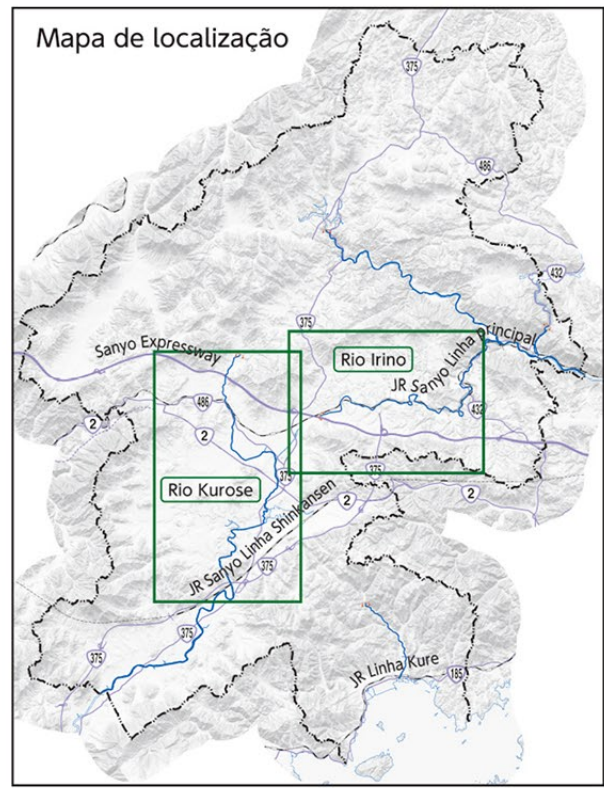 Mapa de localização
375
486
432
375
Sanyo Expressway
Rio Irino
JR Sanyo Linha Principal
486
2
2
432
375
375
Rio Kurose
2
2
JR Sanyo Linha Shinkansen
375
375
375
JR Linha Kure
185